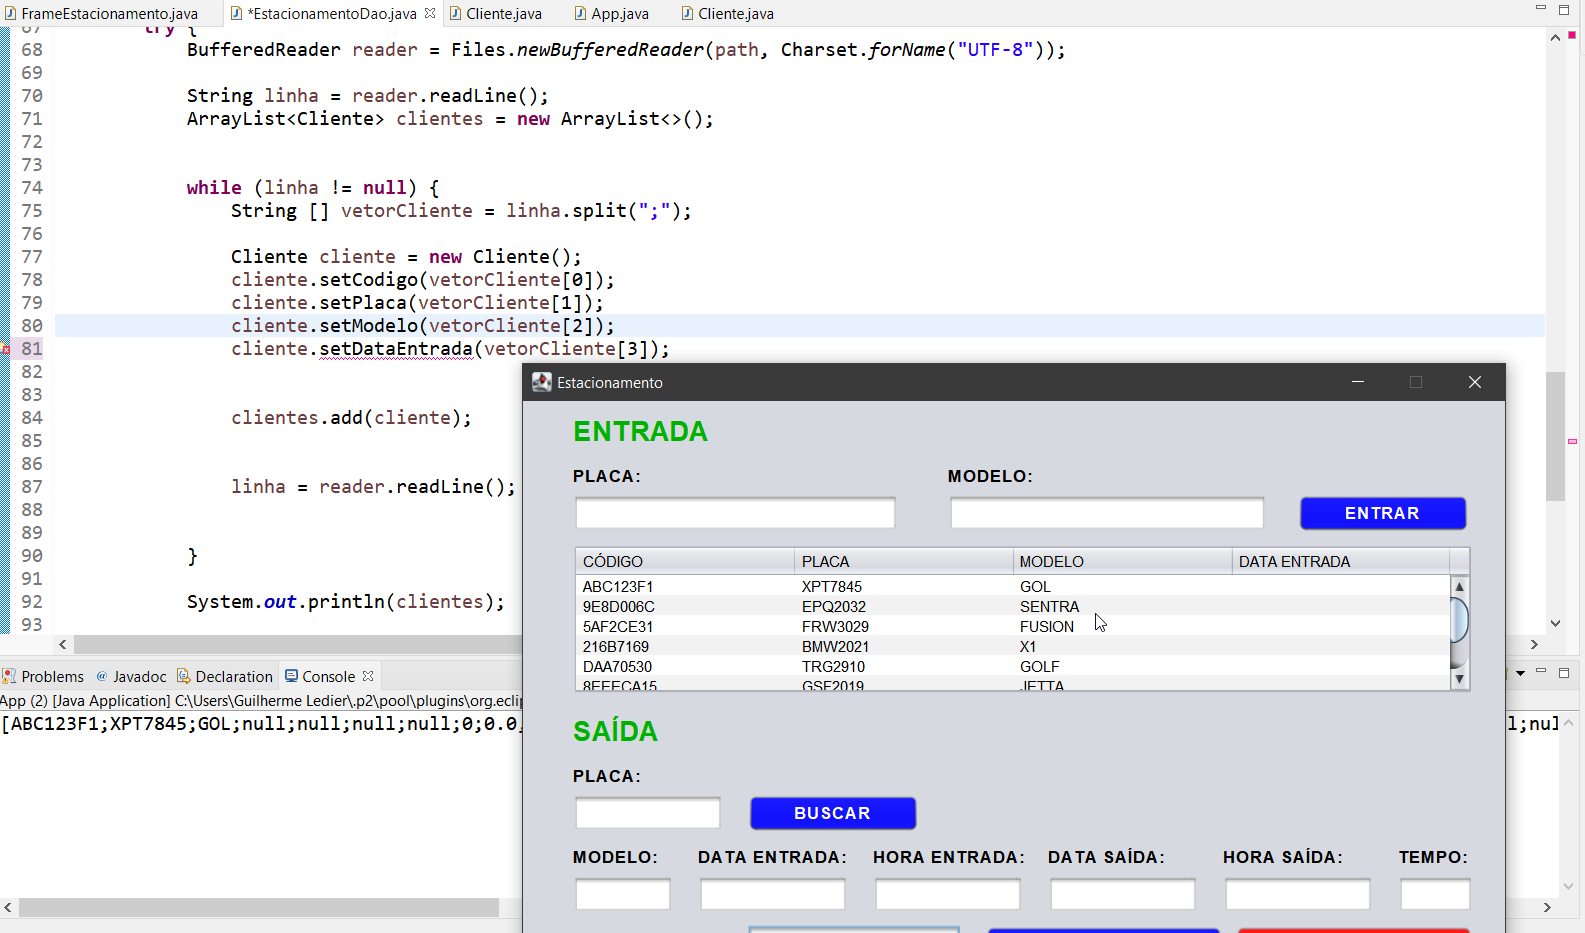 FrameEstacionamento.java *EstacionamentoDao.java Cliente.java App.java Cliente.java
67 try {
68 BufferedReader reader = Files.newBufferedReader(path, Charset.forName("UTF-8"));
69
70 String linha = reader.readLine();
71 ArrayList<Cliente> clientes = new ArrayList<>();
72
73
74 while (linha != null) {
75 String [] vetorCliente = linha.split(";");
76
77 Cliente cliente = new Cliente();
78 cliente.setCodigo(vetorCliente[0]);
79 cliente.setPlaca(vetorCliente[1]);
80 cliente.setModelo(vetorCliente[2]);
81 cliente.setDataEntrada(vetorCliente[3]);
82
83
84 clientes.add(cliente);
85
86
87 linha = reader.readLine();
88
89
90 }
91
92 System.out.println(clientes);
93
Problems @ Javadoc Declaration Console
App (2) [Java Application] C:\Users\Guilherme Ledier\.p2\pool\plugins\org.eclip
[ABC123F1;XPT7845;GOL;null;null;null;null;0;0.0,
l;nul
Estacionamento
ENTRADA
PLACA: MODELO:
ENTRAR
CÓDIGO PLACA MODELO DATA ENTRADA
ABC123F1 XPT7845 GOL
9E8D006C EPQ2032 SENTRA
5AF2CE31 FRW3029 FUSION
216B7169 BMW2021 X1
DAA70530 TRG2910 GOLF
8EEECA15 GSF2019 JETTA
SAÍDA
PLACA:
BUSCAR
MODELO: DATA ENTRADA: HORA ENTRADA: DATA SAÍDA: HORA SAÍDA: TEMPO: